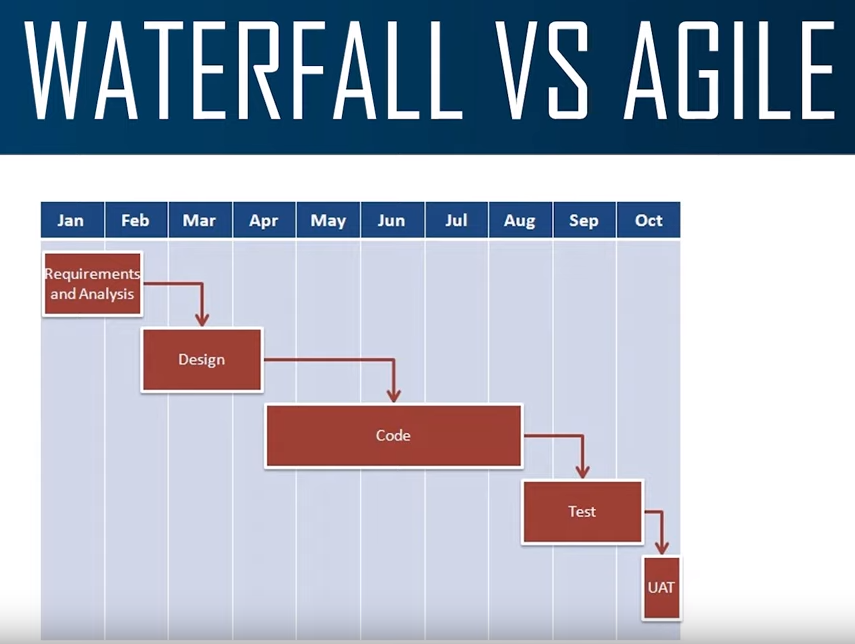 WATERFALL VS AGILE
Jan Feb Mar Apr May Jun Jul Aug Sep Oct
Requirements
and Analysis
Design
Code
Test
UAT